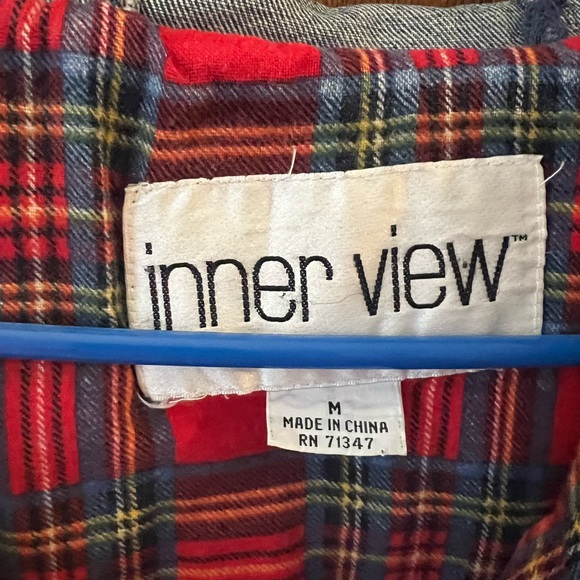 inner view™
M
MADE IN CHINA
RN 71347